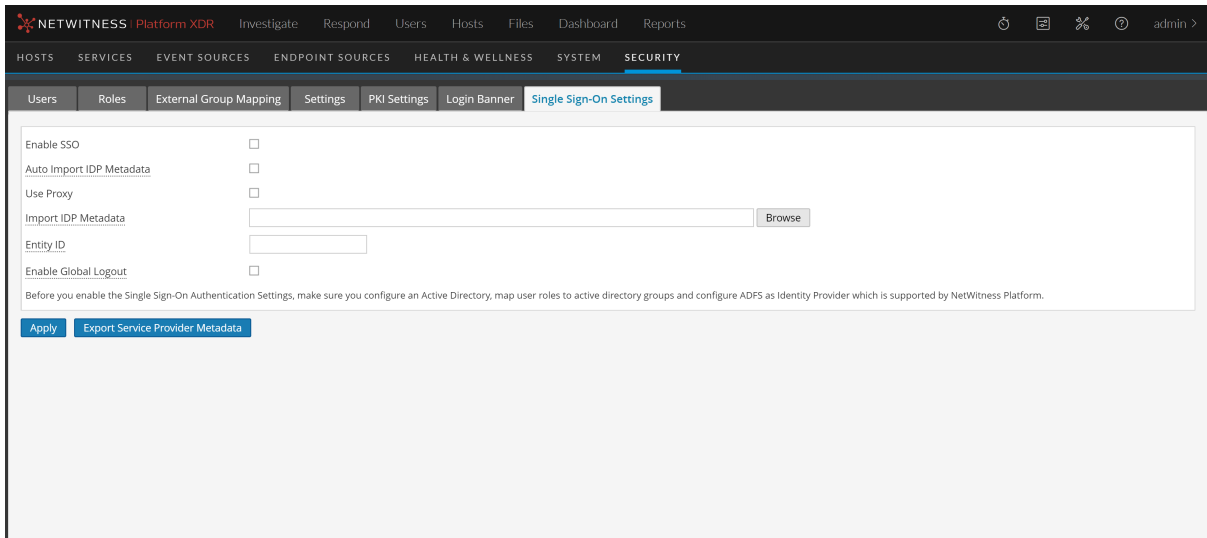 NETWITNESS Platform XDR Investigate Respond Users Hosts Files Dashboard Reports admin >
HOSTS SERVICES EVENT SOURCES ENDPOINT SOURCES HEALTH & WELLNESS SYSTEM SECURITY
Users Roles External Group Mapping Settings PKI Settings Login Banner Single Sign-On Settings
Enable SSO
Auto Import IDP Metadata
Use Proxy
Import IDP Metadata Browse
Entity ID
Enable Global Logout
Before you enable the Single Sign-On Authentication Settings, make sure you configure an Active Directory, map user roles to active directory groups and configure ADFS as Identity Provider which is supported by NetWitness Platform.
Apply Export Service Provider Metadata